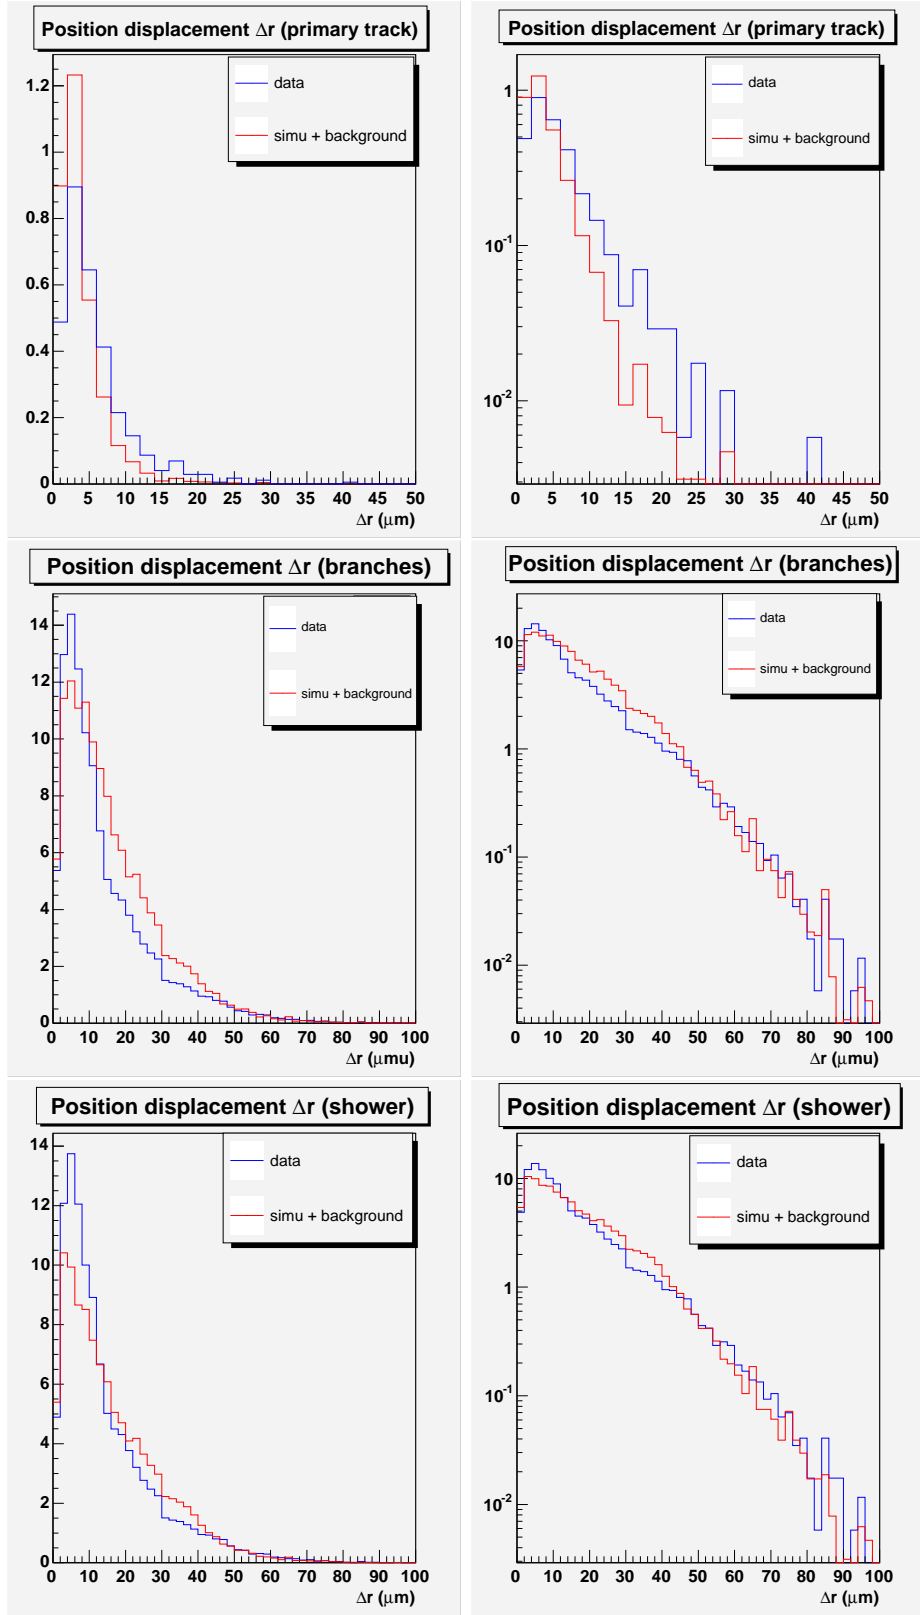 Position displacement Δr (primary track)
data
simu + background
1.2
1
0.8
0.6
0.4
0.2
0
0 5 10 15 20 25 30 35 40 45 50
Δr (μm)
Position displacement Δr (primary track)
data
simu + background
1
10-1
10-2
0 5 10 15 20 25 30 35 40 45 50
Δr (μm)
Position displacement Δr (branches)
data
simu + background
14
12
10
8
6
4
2
0
0 10 20 30 40 50 60 70 80 90 100
Δr (μmu)
Position displacement Δr (branches)
data
simu + background
10
1
10-1
10-2
0 10 20 30 40 50 60 70 80 90 100
Δr (μmu)
Position displacement Δr (shower)
data
simu + background
14
12
10
8
6
4
2
0
0 10 20 30 40 50 60 70 80 90 100
Δr (μm)
Position displacement Δr (shower)
data
simu + background
10
1
10-1
10-2
0 10 20 30 40 50 60 70 80 90 100
Δr (μm)